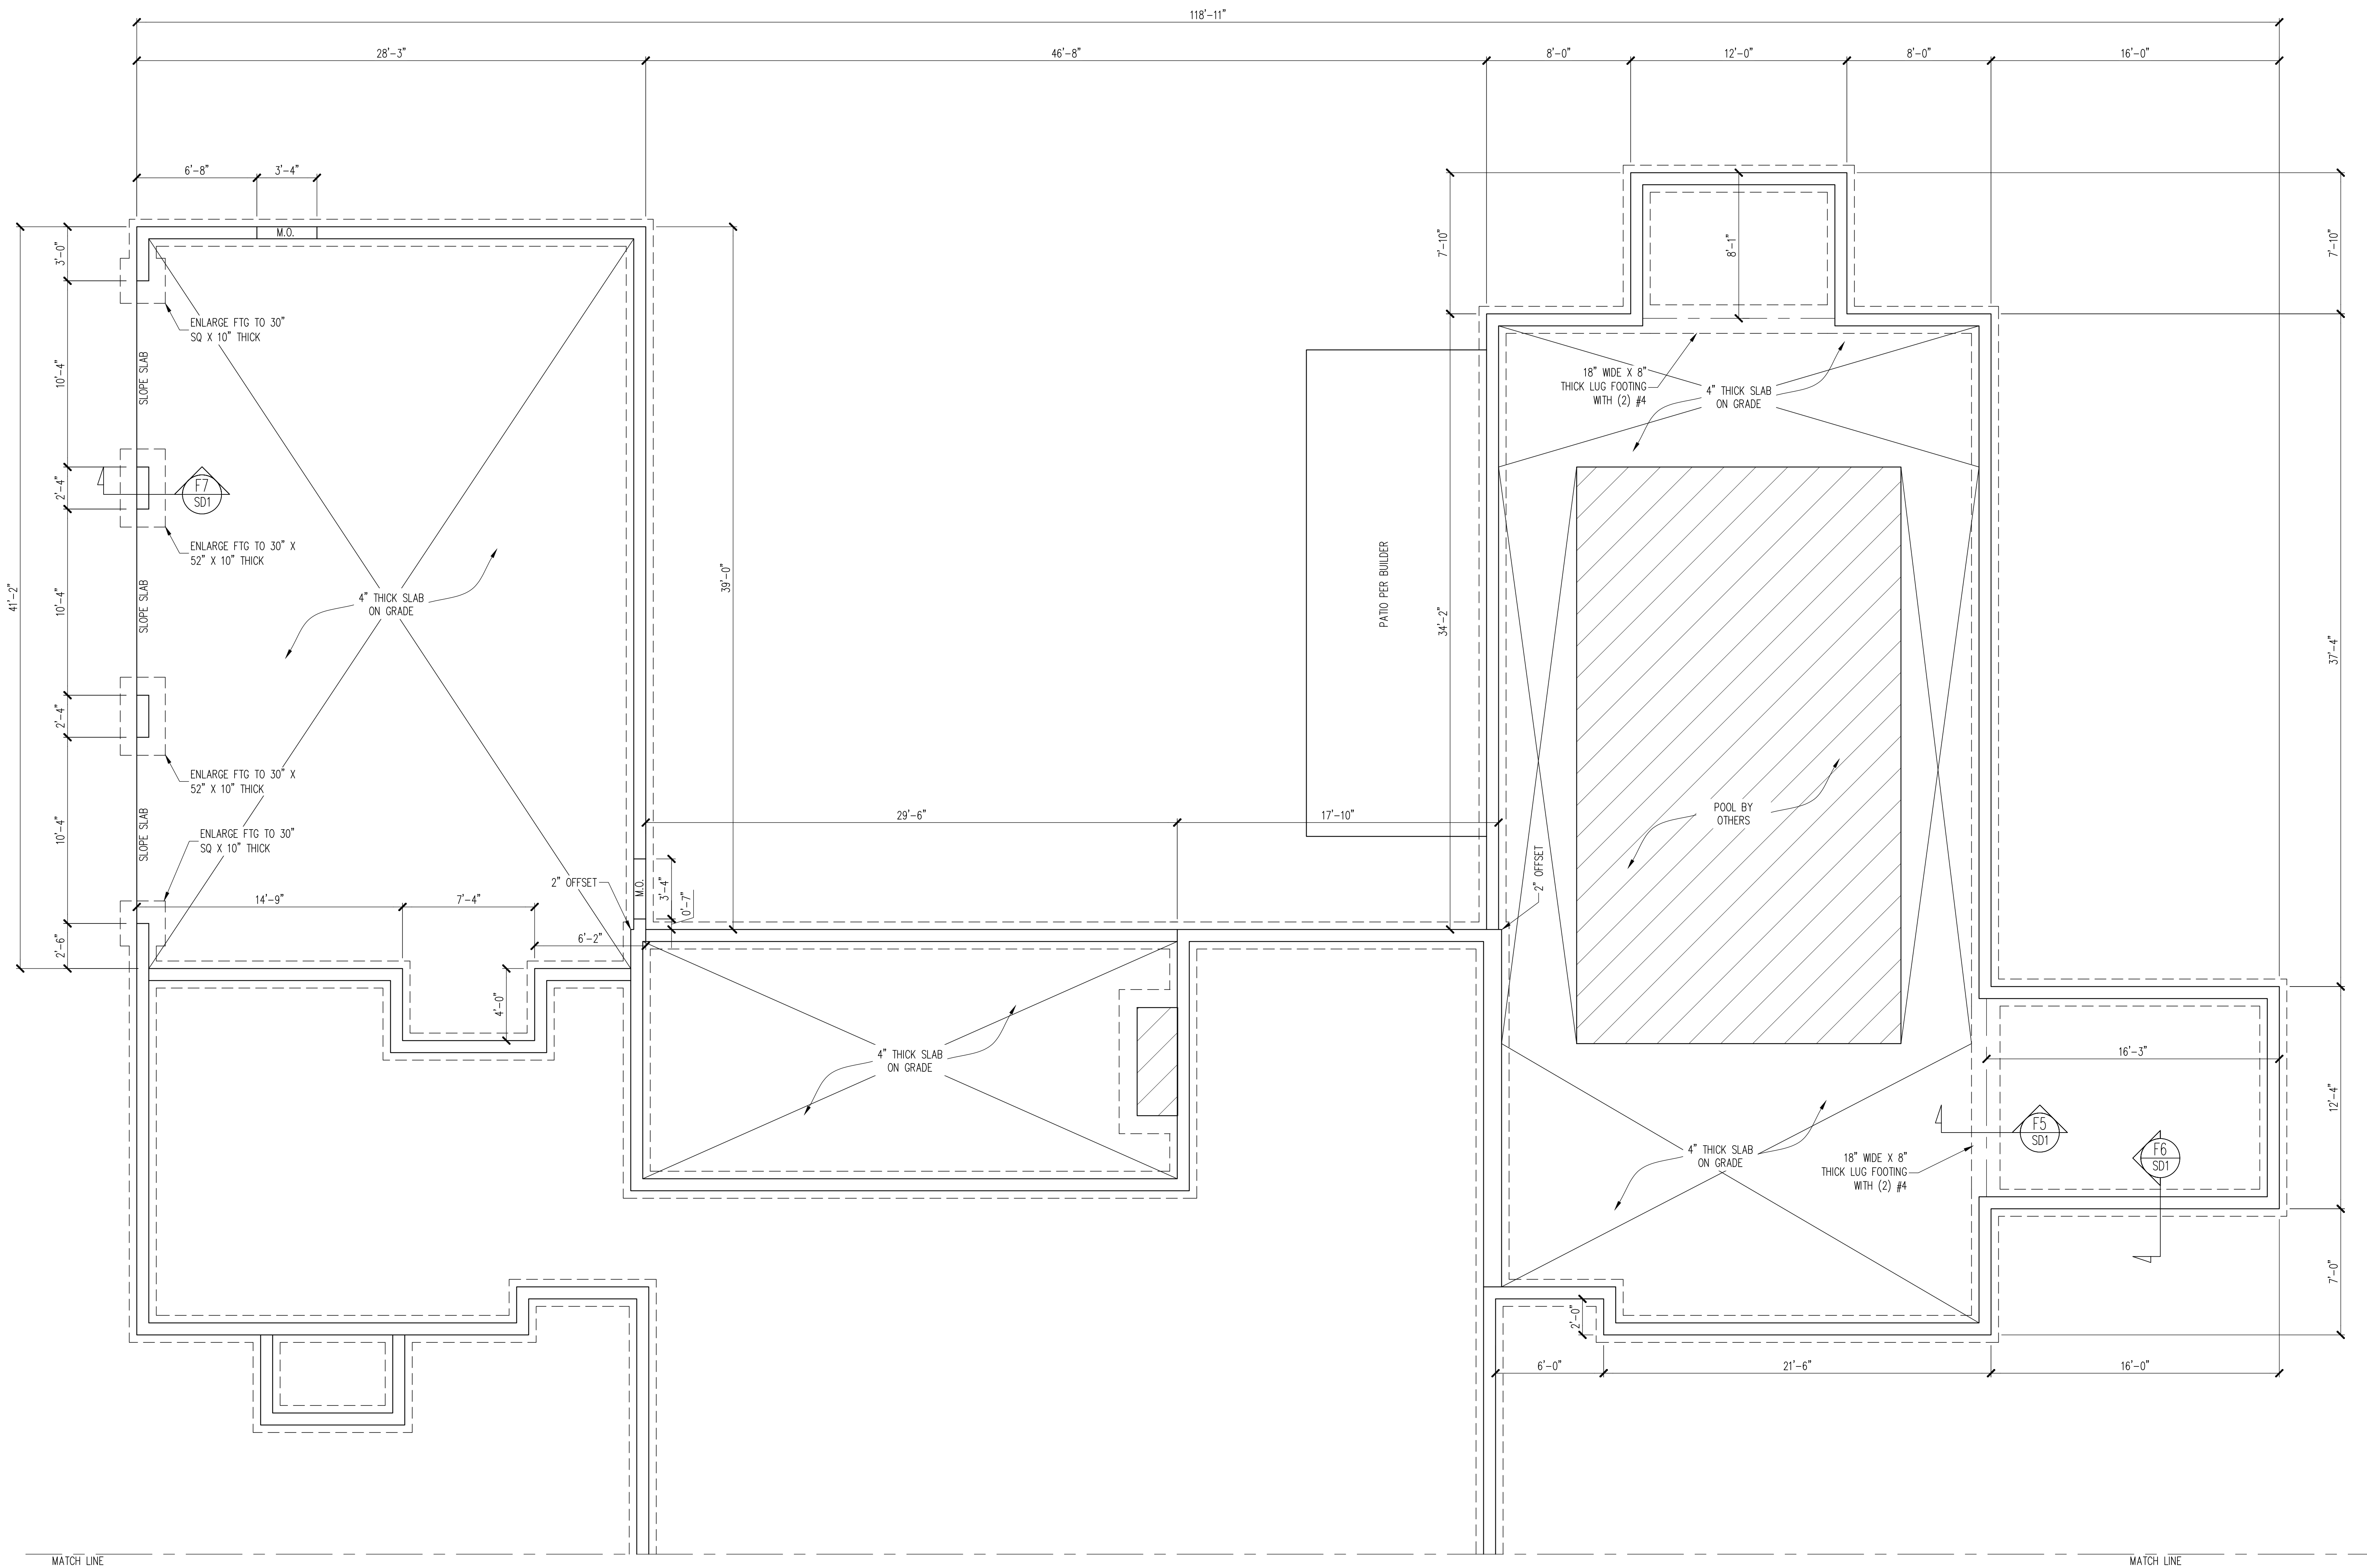 118'-11"
28'-3"
46'-8"
8'-0"
12'-0"
8'-0"
16'-0"
6'-8"
3'-4"
M.O.
3'-0"
7'-10"
8'-1"
7'-10"
ENLARGE FTG TO 30"
SQ X 10" THICK
10'-4"
SLOPE SLAB
18" WIDE X 8"
THICK LUG FOOTING
WITH (2) #4
4" THICK SLAB
ON GRADE
2'-4"
F7
SD1
ENLARGE FTG TO 30" X
52" X 10" THICK
41'-2"
10'-4"
SLOPE SLAB
4" THICK SLAB
ON GRADE
39'-0"
PATIO PER BUILDER
34'-2"
37'-4"
2'-4"
ENLARGE FTG TO 30" X
52" X 10" THICK
10'-4"
SLOPE SLAB
ENLARGE FTG TO 30"
SQ X 10" THICK
29'-6"
17'-10"
POOL BY
OTHERS
2" OFFSET
M.O.
3'-4"
0'-7"
2" OFFSET
14'-9"
7'-4"
6'-2"
2'-6"
4'-0"
4" THICK SLAB
ON GRADE
16'-3"
12'-4"
F5
SD1
F6
SD1
4" THICK SLAB
ON GRADE
18" WIDE X 8"
THICK LUG FOOTING
WITH (2) #4
7'-0"
2'-0"
6'-0"
21'-6"
16'-0"
MATCH LINE
MATCH LINE